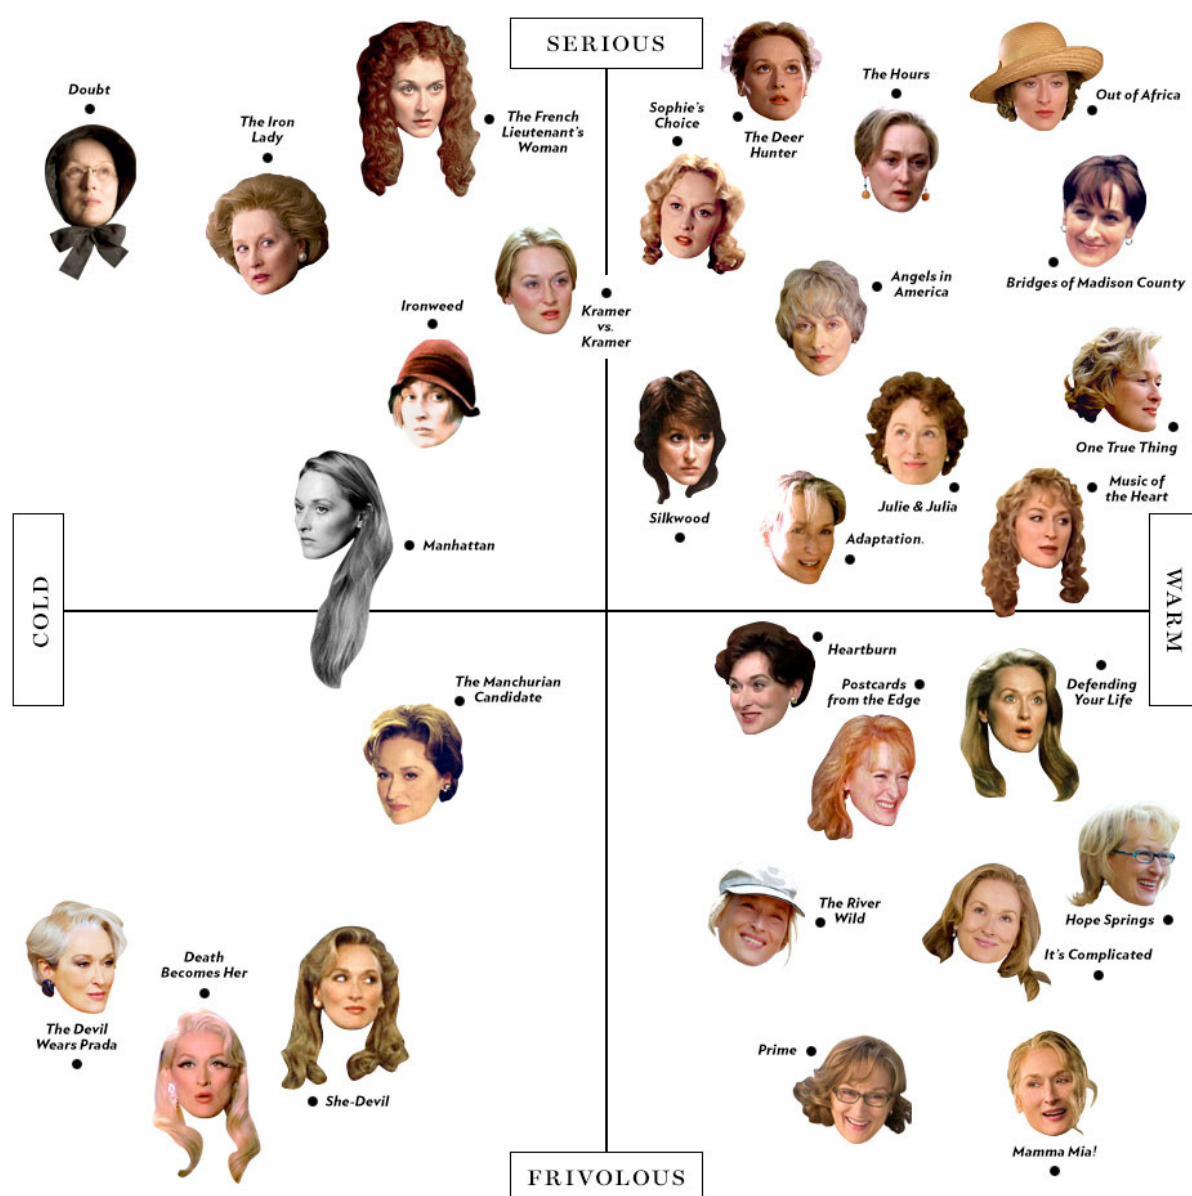 SERIOUS
Doubt
The Iron
Lady
The French
Lieutenant's
Woman
Sophie's
Choice
The Deer
Hunter
The Hours
Out of Africa
Bridges of Madison County
Angels in
America
Kramer
vs.
Kramer
Ironweed
One True Thing
Music of
the Heart
Julie & Julia
Silkwood
Adaptation.
Manhattan
COLD
WARM
Heartburn
Postcards
from the Edge
Defending
Your Life
The Manchurian
Candidate
The River
Wild
Hope Springs
It's Complicated
Death
Becomes Her
The Devil
Wears Prada
She-Devil
Prime
Mamma Mia!
FRIVOLOUS